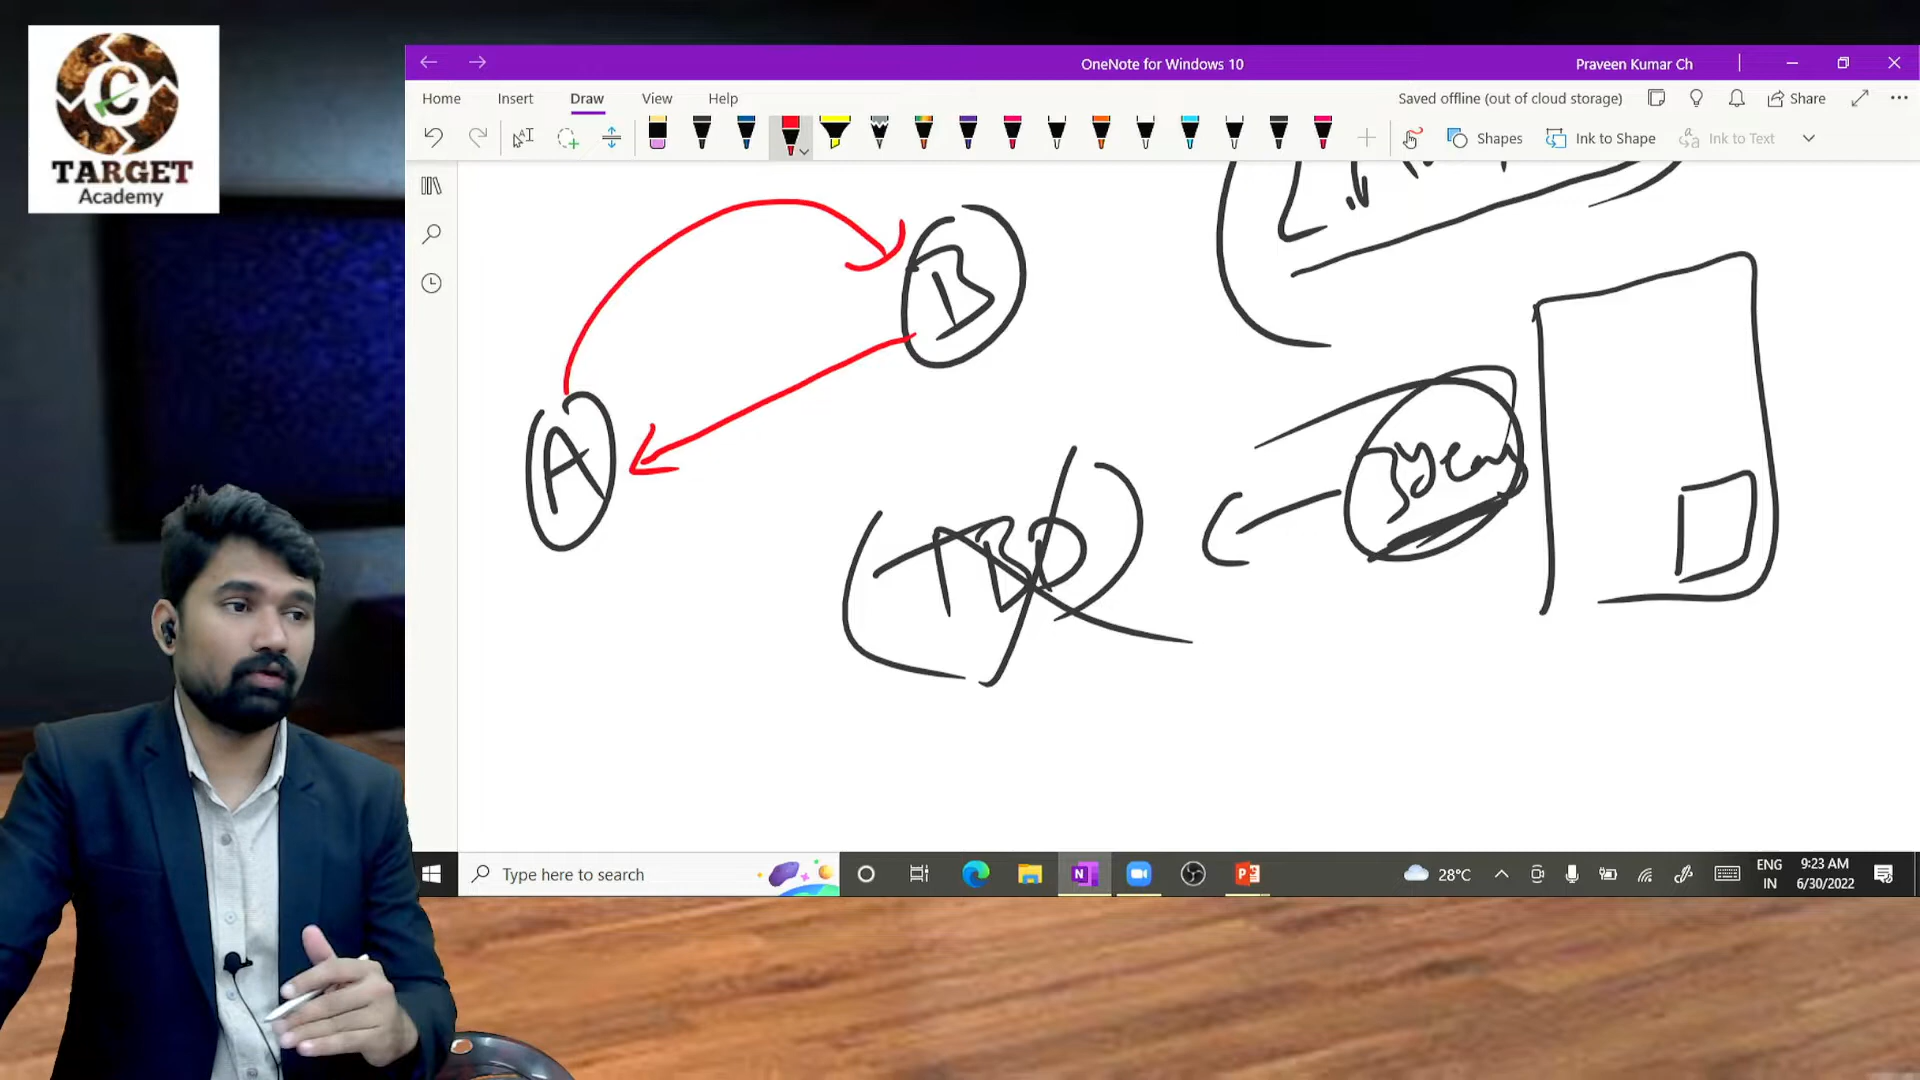 TARGET
Academy
OneNote for Windows 10
Praveen Kumar Ch
Home Insert Draw View Help
Saved offline (out of cloud storage)
Share
Shapes
Ink to Shape
Ink to Text
B
A
3years
TBD
Type here to search
28°C
ENG
IN
9:23 AM
6/30/2022